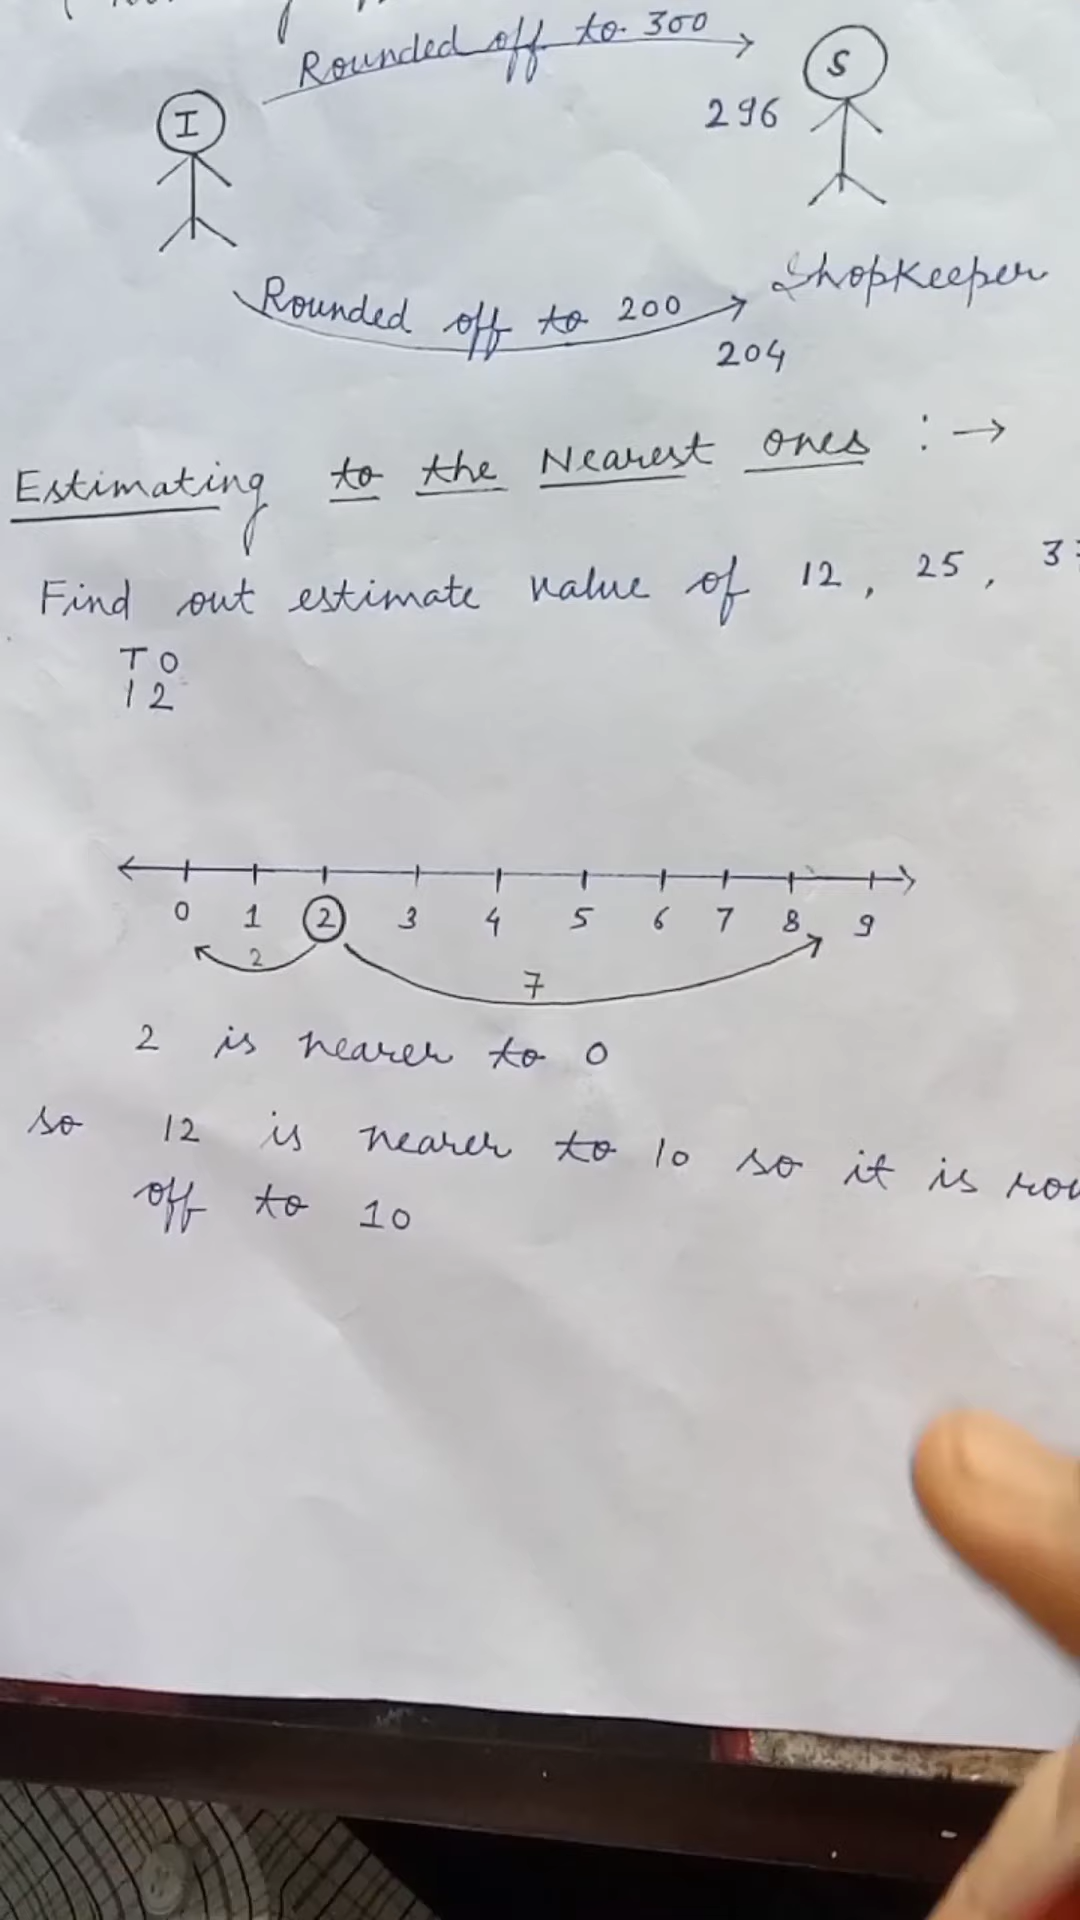 Rounded off to 300
I
S
296
Rounded off to 200
Shopkeeper
204
Estimating to the Nearest ones : →
Find out estimate value of 12, 25,
T O
1 2
0 1 2 3 4 5 6 7 8 9
2
7
2 is nearer to 0
so 12 is nearer to 10 so it is
off to 10